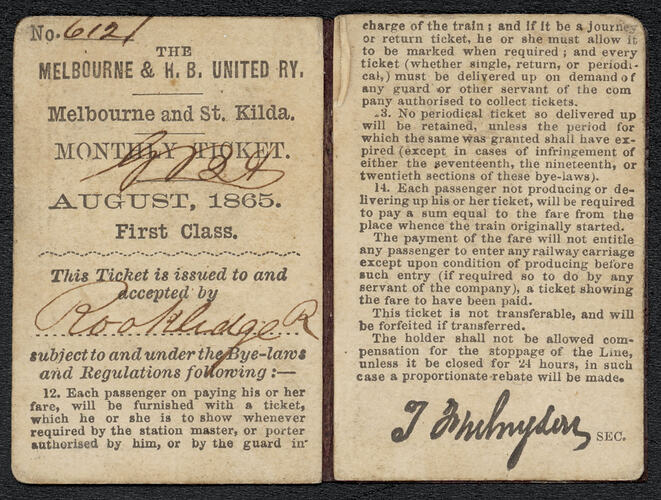 No. 6121
THE
MELBOURNE & H. B. UNITED RY.
Melbourne and St. Kilda.
MONTHLY TICKET.
AUGUST, 1865.
First Class.
This Ticket is issued to and
accepted by
Rookledge R
subject to and under the Bye-laws
and Regulations following :—
12. Each passenger on paying his or her
fare, will be furnished with a ticket,
which he or she is to show whenever
required by the station master, or porter
authorised by him, or by the guard in
charge of the train ; and if it be a journey
or return ticket, he or she must allow it
to be marked when required ; and every
ticket (whether single, return, or periodi-
cal,) must be delivered up on demand of
any guard or other servant of the com
pany authorised to collect tickets.
13. No periodical ticket so delivered up
will be retained, unless the period for
which the same was granted shall have ex-
pired (except in cases of infringement of
either the seventeenth, the nineteenth, or
twentieth sections of these bye-laws).
14. Each passenger not producing or de-
livering up his or her ticket, will be required
to pay a sum equal to the fare from the
place whence the train originally started.
The payment of the fare will not entitle
any passenger to enter any railway carriage
except upon condition of producing before
such entry (if required so to do by any
servant of the company), a ticket showing
the fare to have been paid.
This ticket is not transferable, and will
be forfeited if transferred.
The holder shall not be allowed com-
pensation for the stoppage of the Line,
unless it be closed for 24 hours, in such
case a proportionate rebate will be made.
SEC.